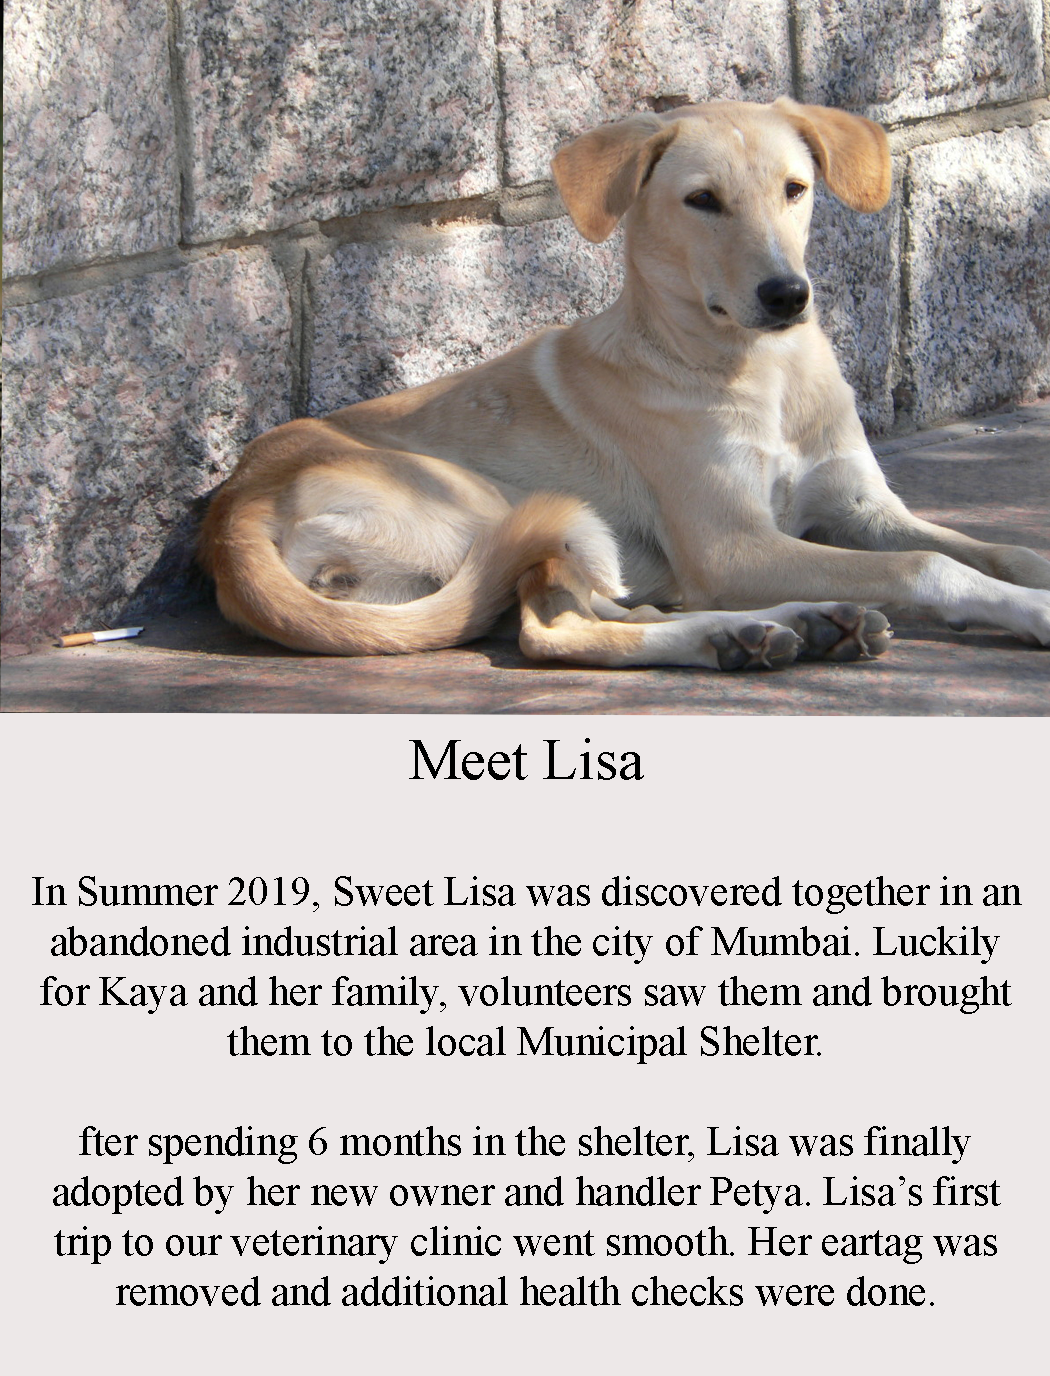 Meet Lisa
In Summer 2019, Sweet Lisa was discovered together in an
abandoned industrial area in the city of Mumbai. Luckily
for Kaya and her family, volunteers saw them and brought
them to the local Municipal Shelter.
fter spending 6 months in the shelter, Lisa was finally
adopted by her new owner and handler Petya. Lisa’s first
trip to our veterinary clinic went smooth. Her eartag was
removed and additional health checks were done.